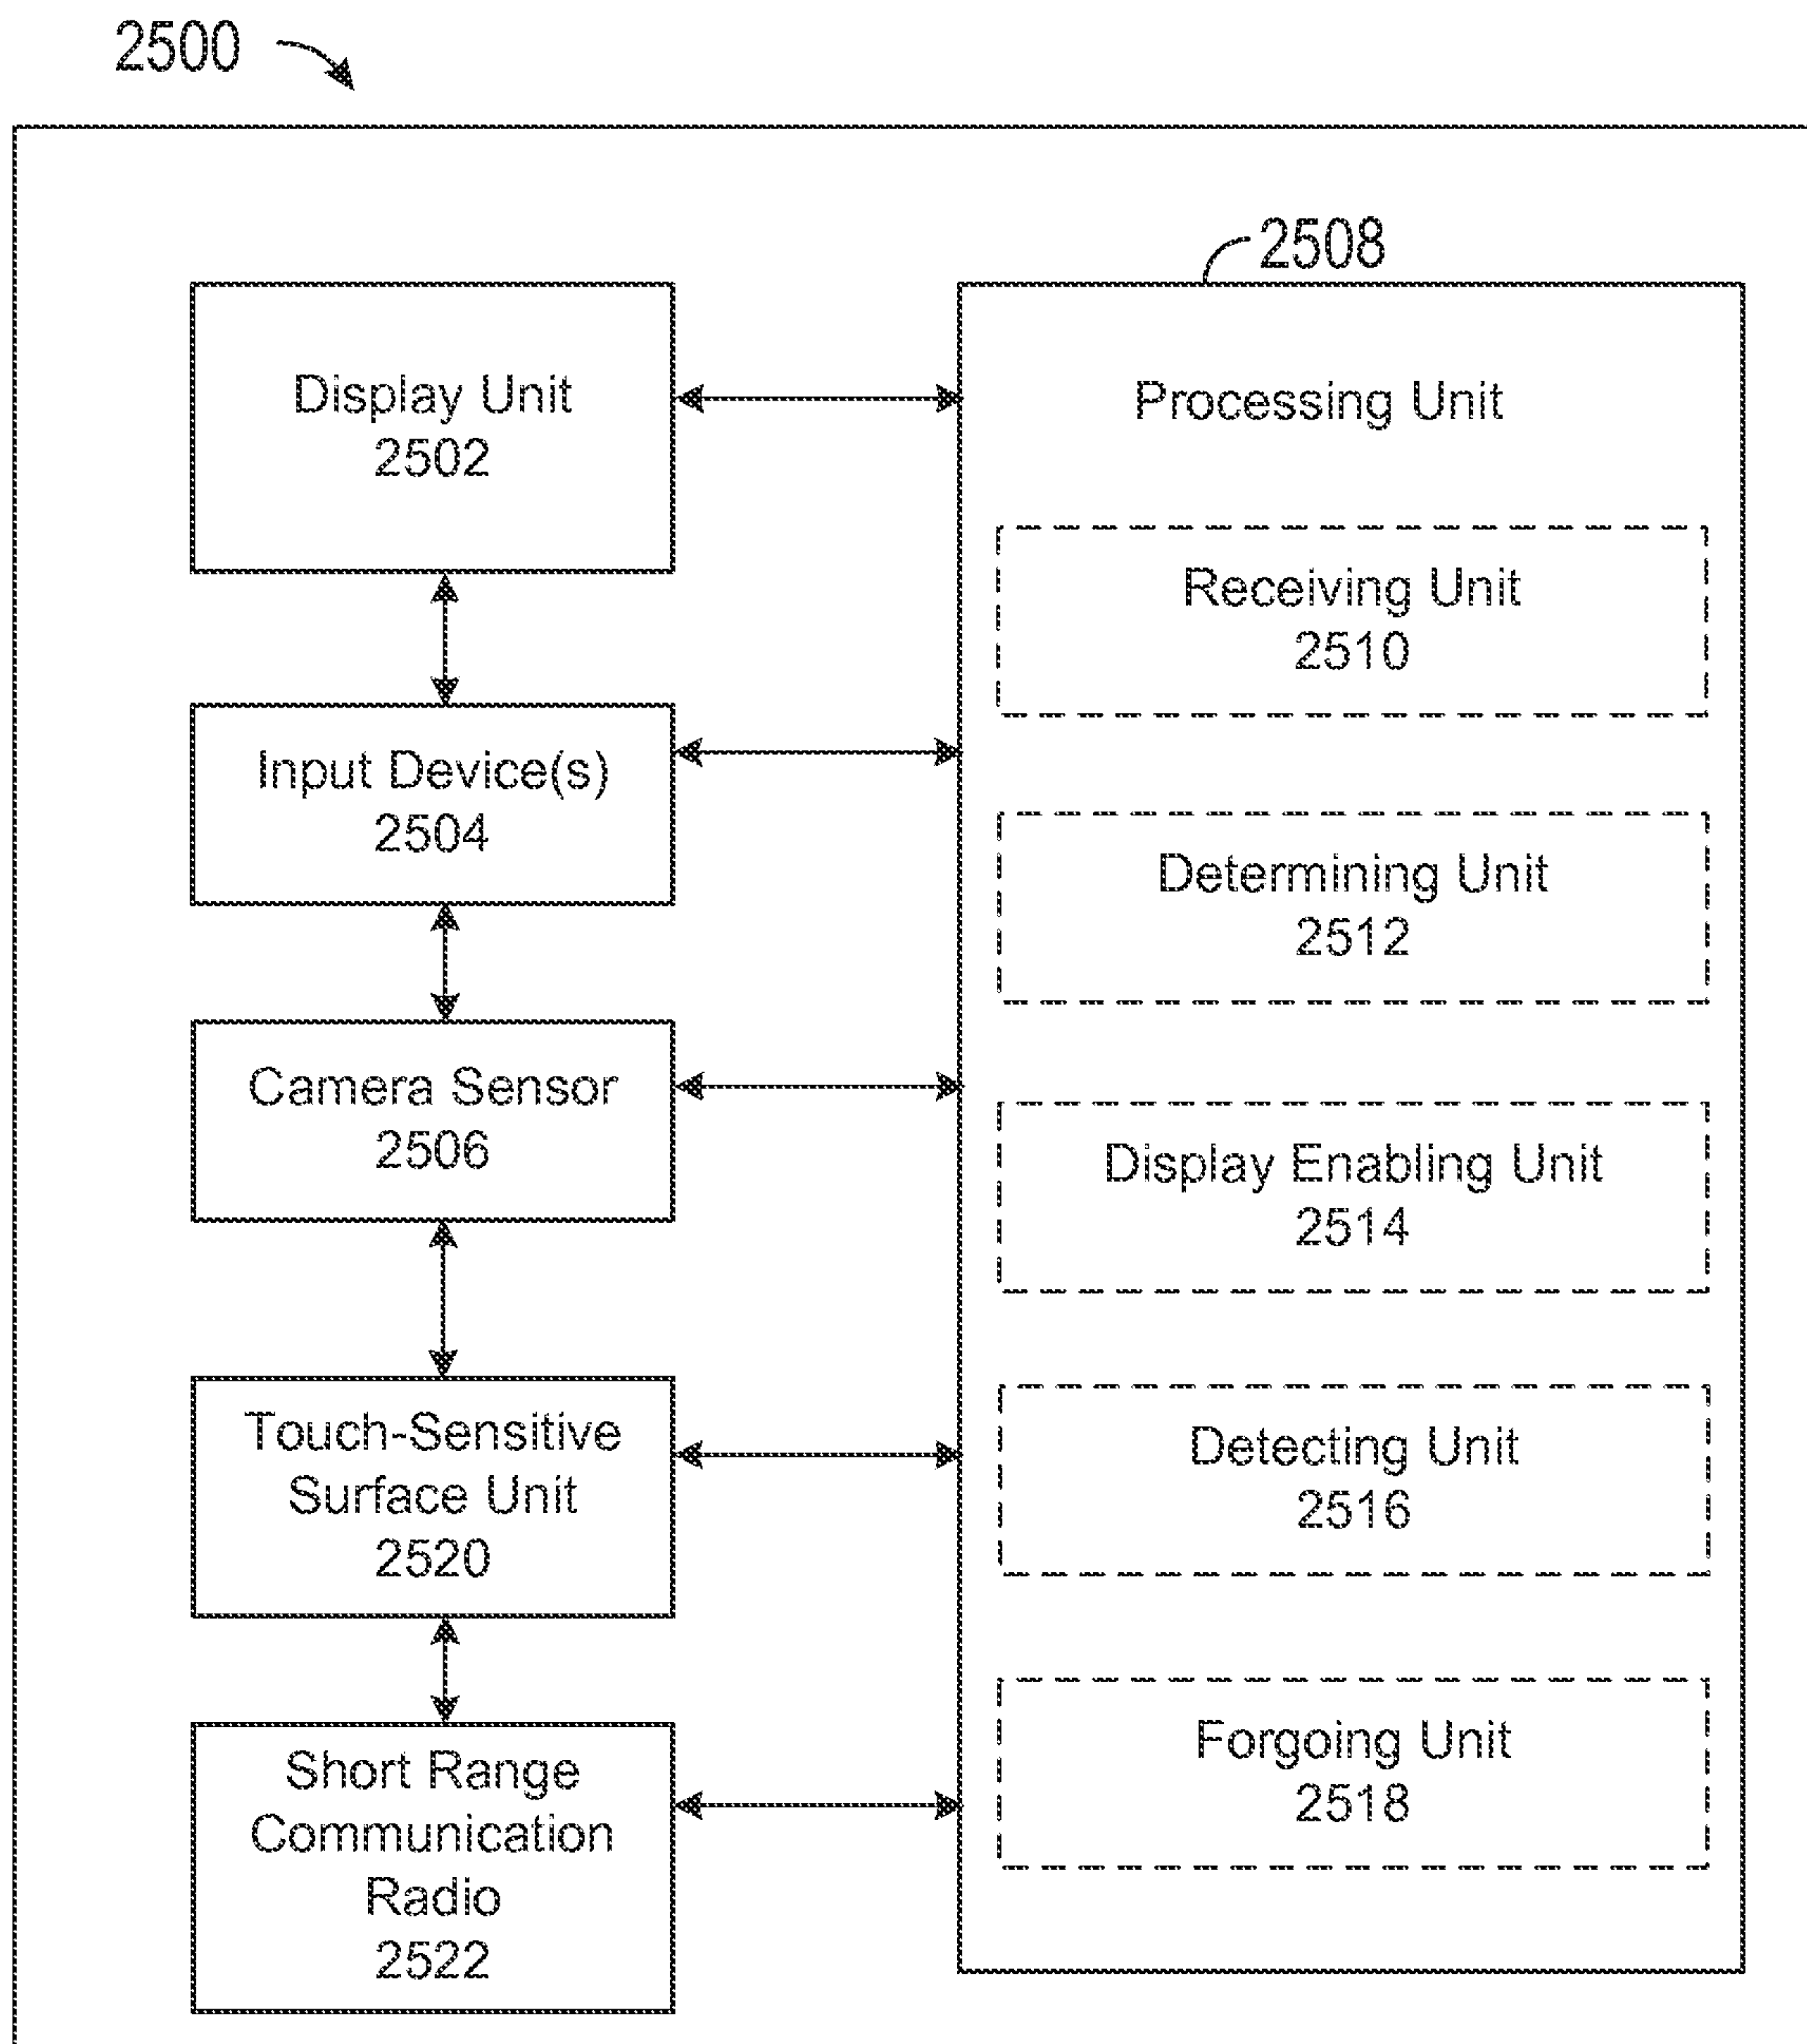 2500
2508
Display Unit
2502
Input Device(s)
2504
Camera Sensor
2506
Touch-Sensitive
Surface Unit
2520
Short Range
Communication
Radio
2522
Processing Unit
Receiving Unit
2510
Determining Unit
2512
Display Enabling Unit
2514
Detecting Unit
2516
Forgoing Unit
2518